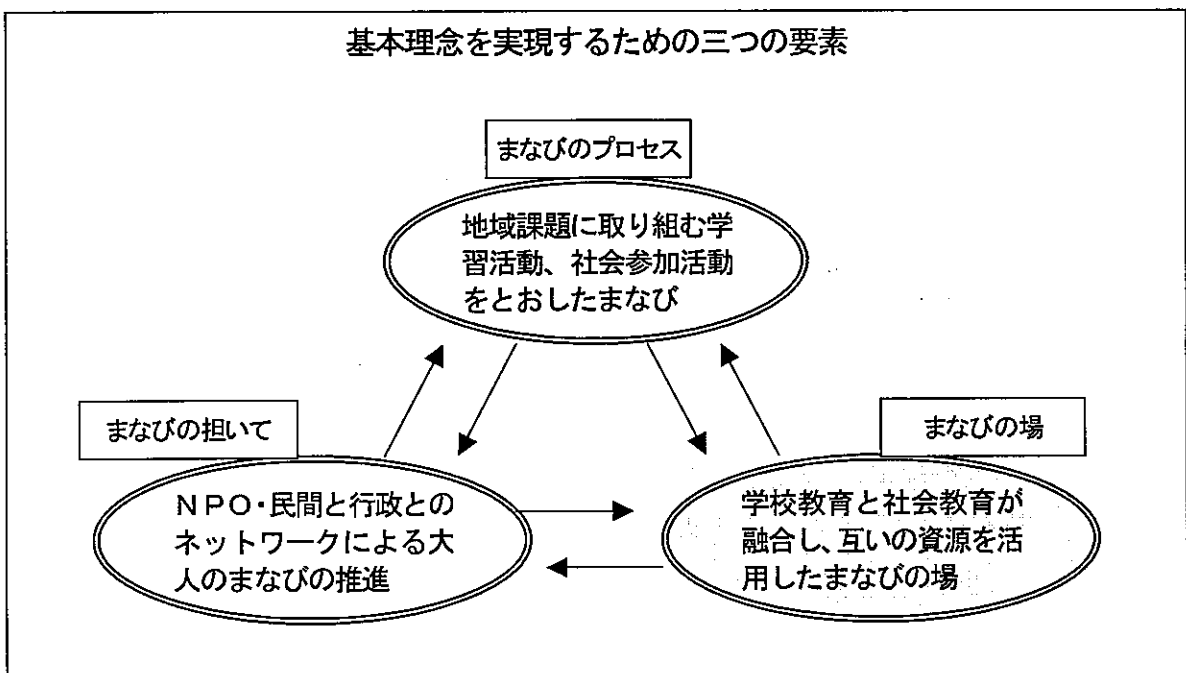 基本理念を実現するための三つの要素
まなびのプロセス
地域課題に取り組む学
習活動、社会参加活動
をとおしたまなび
まなびの担いて
NPO・民間と行政との
ネットワークによる大
人のまなびの推進
まなびの場
学校教育と社会教育が
融合し、互いの資源を活
用したまなびの場